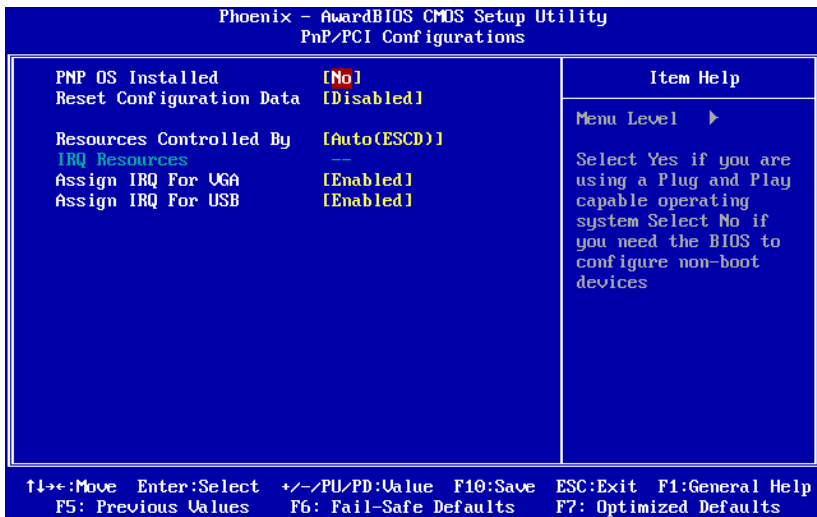 Phoenix - AwardBIOS CMOS Setup Utility
PnP/PCI Configurations
PNP OS Installed [No]
Reset Configuration Data [Disabled]
Resources Controlled By [Auto(ESCD)]
IRQ Resources --
Assign IRQ For VGA [Enabled]
Assign IRQ For USB [Enabled]
Item Help
Menu Level ▶
Select Yes if you are
using a Plug and Play
capable operating
system Select No if
you need the BIOS to
configure non-boot
devices
↑↓→←:Move Enter:Select +/-/PU/PD:Value F10:Save ESC:Exit F1:General Help
F5: Previous Values F6: Fail-Safe Defaults F7: Optimized Defaults